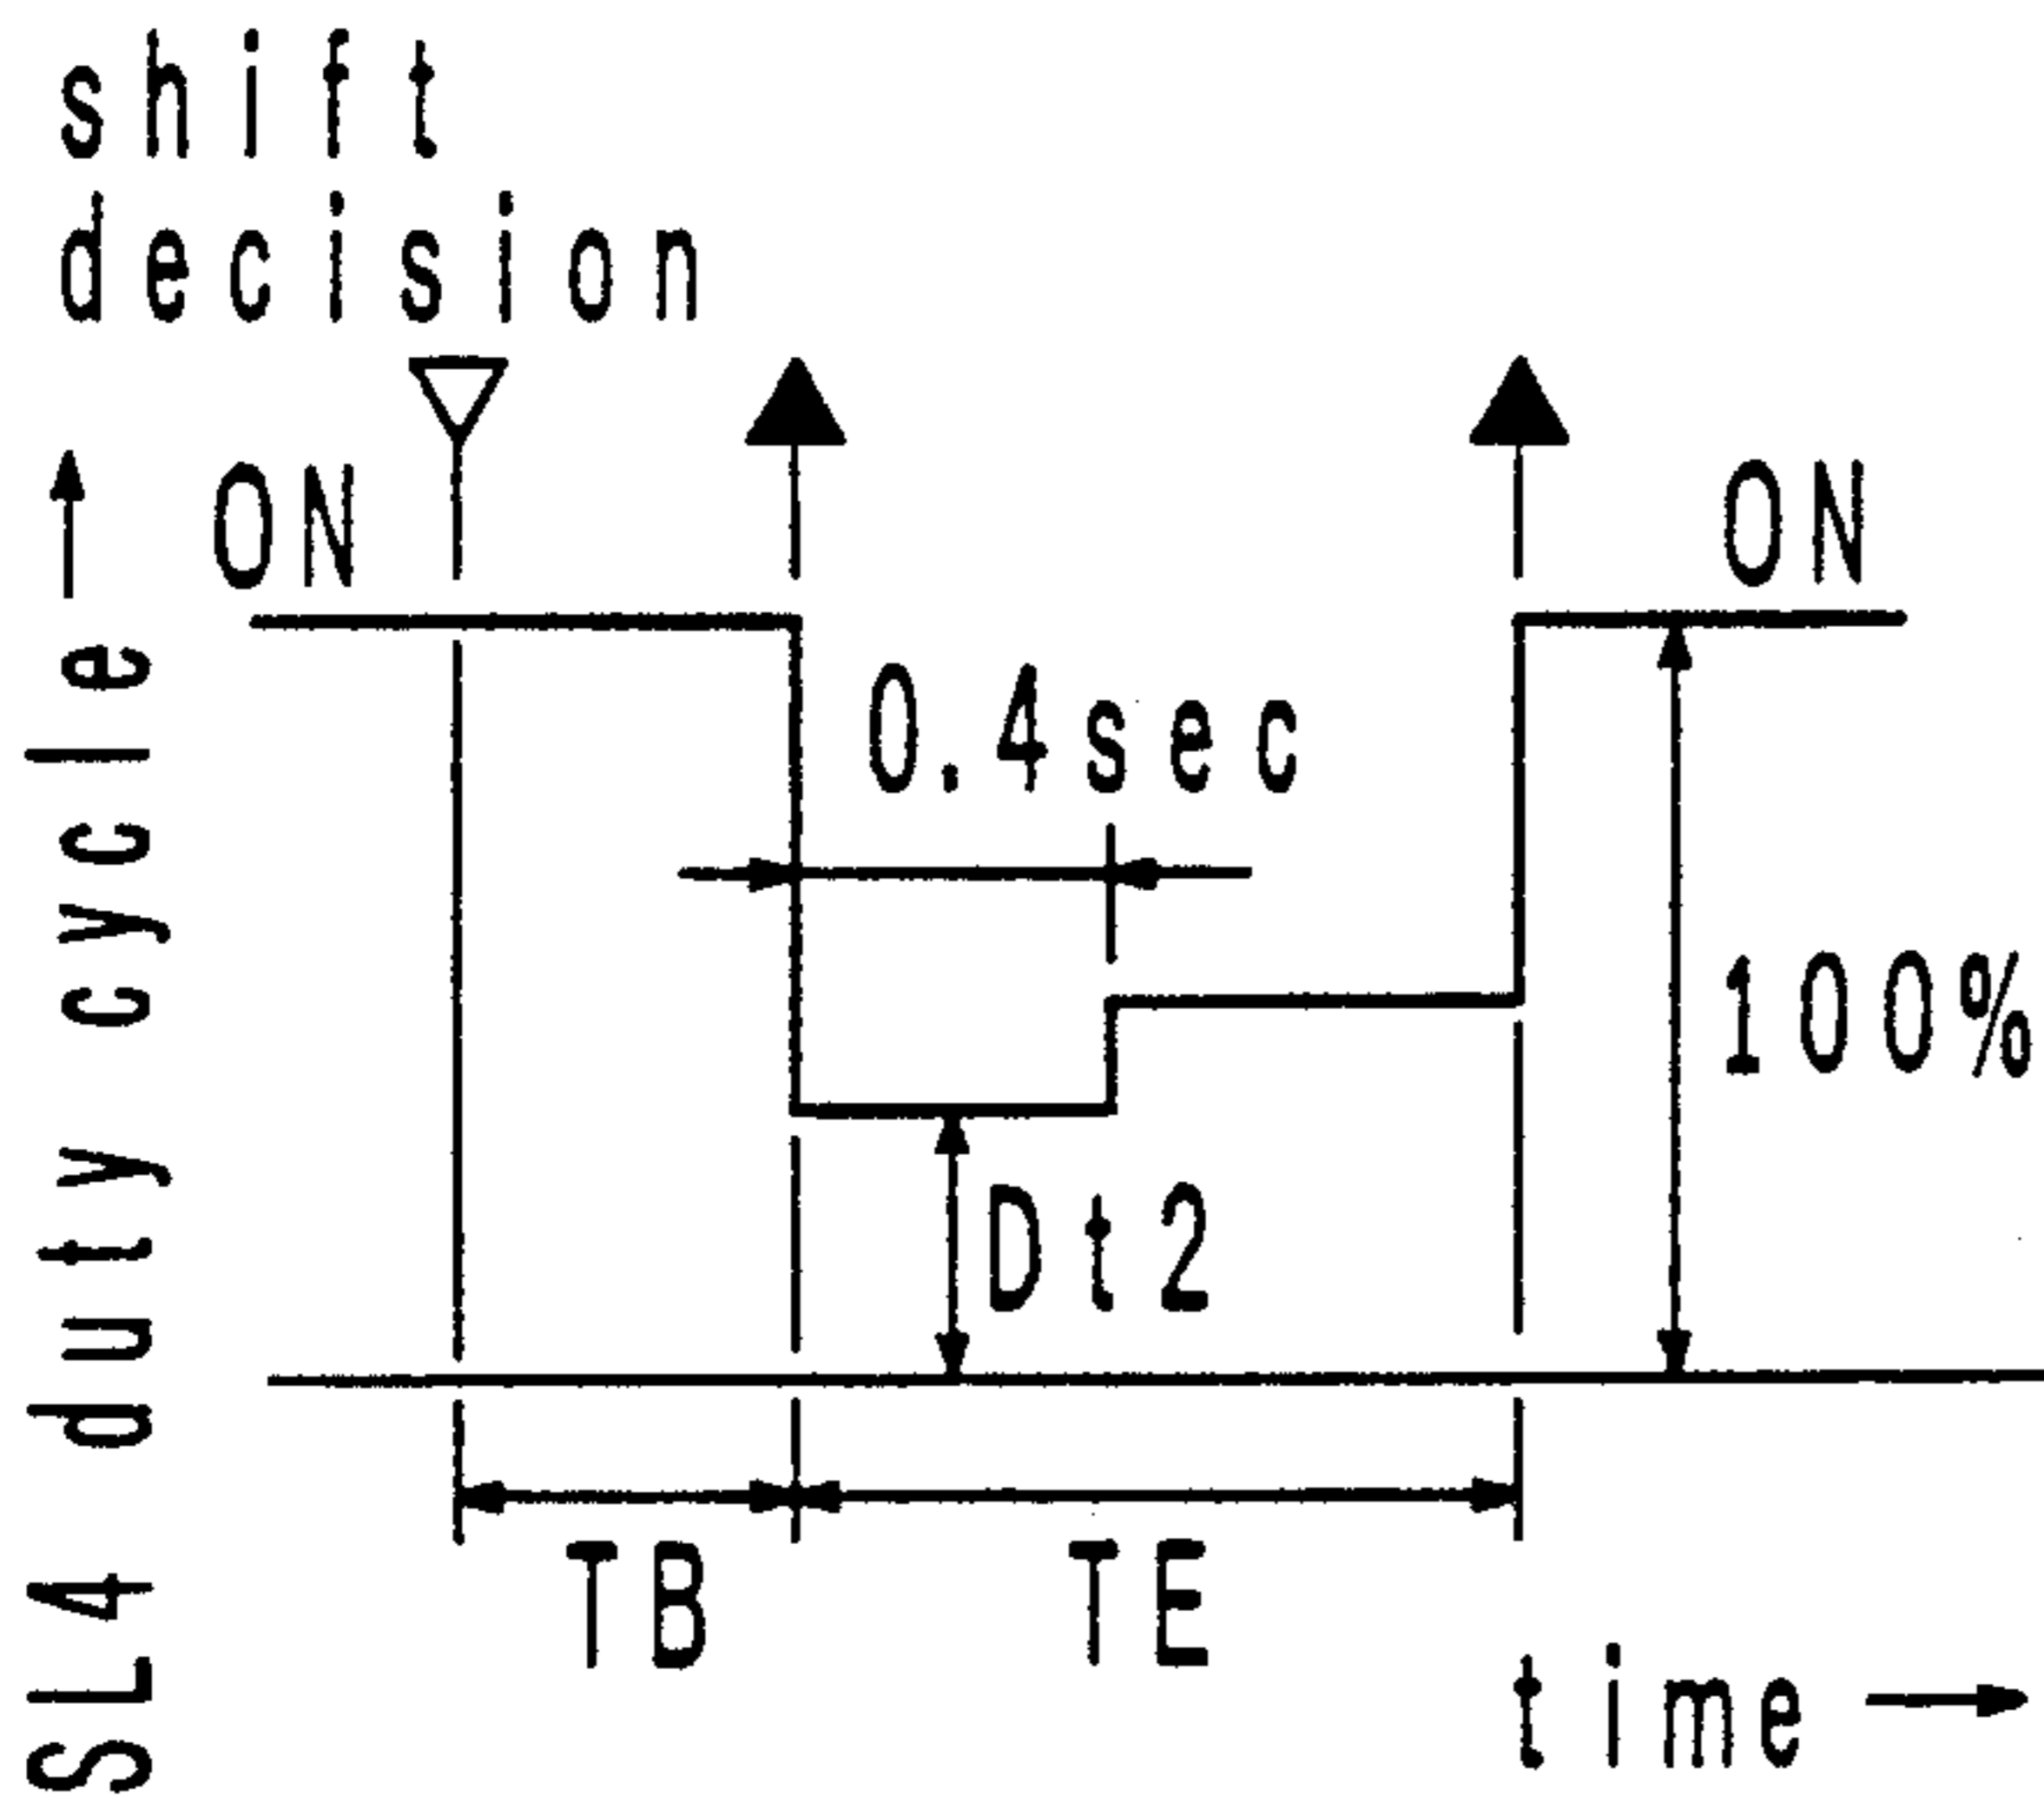 shift
decision
ON
ON
0.4sec
100%
Dt2
TB
TE
time
SL4 duty cycle